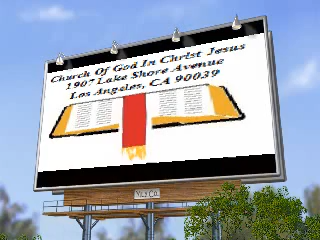 Church Of God In Christ Jesus
1907 Lake Shore Avenue
Los Angeles, CA 90039